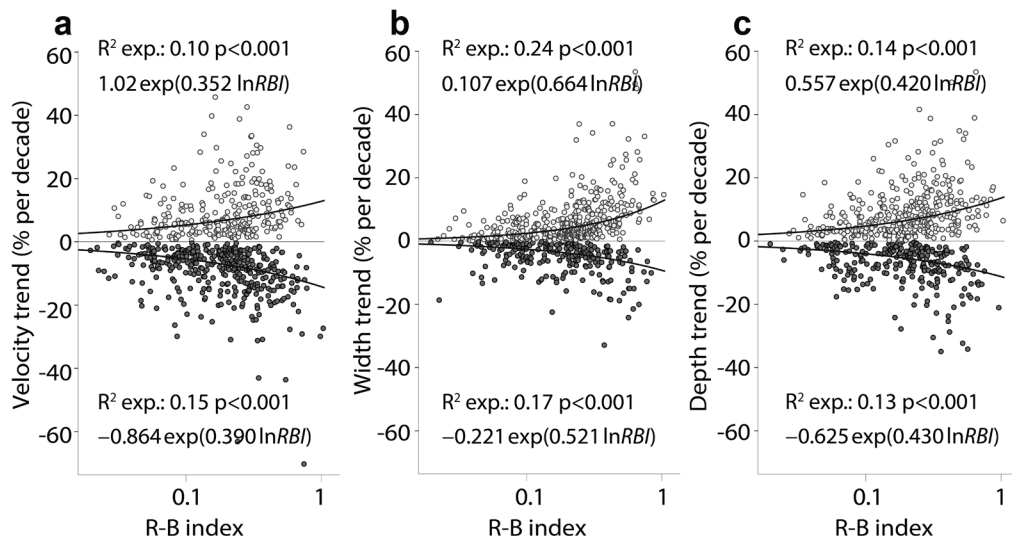 a
R² exp.: 0.10 p<0.001
1.02 exp(0.352 lnRBI)
60
40
20
0
-20
-40
-60
Velocity trend (% per decade)
R² exp.: 0.15 p<0.001
−0.864 exp(0.390 lnRBI)
0.1
1
R-B index
b
R² exp.: 0.24 p<0.001
0.107 exp(0.664 lnRBI)
60
40
20
0
-20
-40
-60
Width trend (% per decade)
R² exp.: 0.17 p<0.001
−0.221 exp(0.521 lnRBI)
0.1
1
R-B index
c
R² exp.: 0.14 p<0.001
0.557 exp(0.420 lnRBI)
60
40
20
0
-20
-40
-60
Depth trend (% per decade)
R² exp.: 0.13 p<0.001
−0.625 exp(0.430 lnRBI)
0.1
1
R-B index